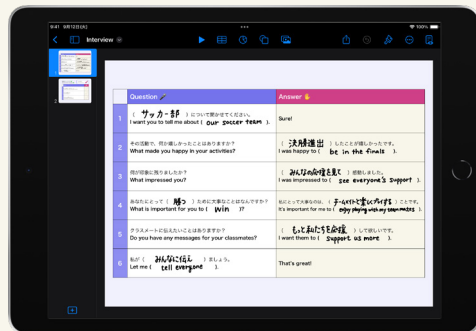 9:41 9月12日(火)
100%
Interview
Question
Answer
1
( サッカー部 ) について聞かせてください。
I want you to tell me about ( our soccer team ).
Sure!
2
その活動で、何が嬉しかったことはありますか?
What made you happy in your activities?
( 決勝進出 ) したことが嬉しかったです。
I was happy to ( be in the finals ).
3
何が印象に残りましたか?
What impressed you?
( みんなの応援を見て ) 感動しました。
I was impressed to ( see everyone's support ).
4
あなたにとって ( 勝つ ) ために大事なことはなんですか?
What is important for you to ( win )?
私にとって大事なのは、( チームメイトと楽しくプレイする ) ことです。
It's important for me to ( enjoy playing with my teammates ).
5
クラスメートに伝えたいことはありますか?
Do you have any messages for your classmates?
( もっと私たちを応援 ) して欲しいです。
I want them to ( support us more ).
6
私が ( みんなに伝え ) ましょう。
Let me ( tell everyone ).
That's great!
1
2